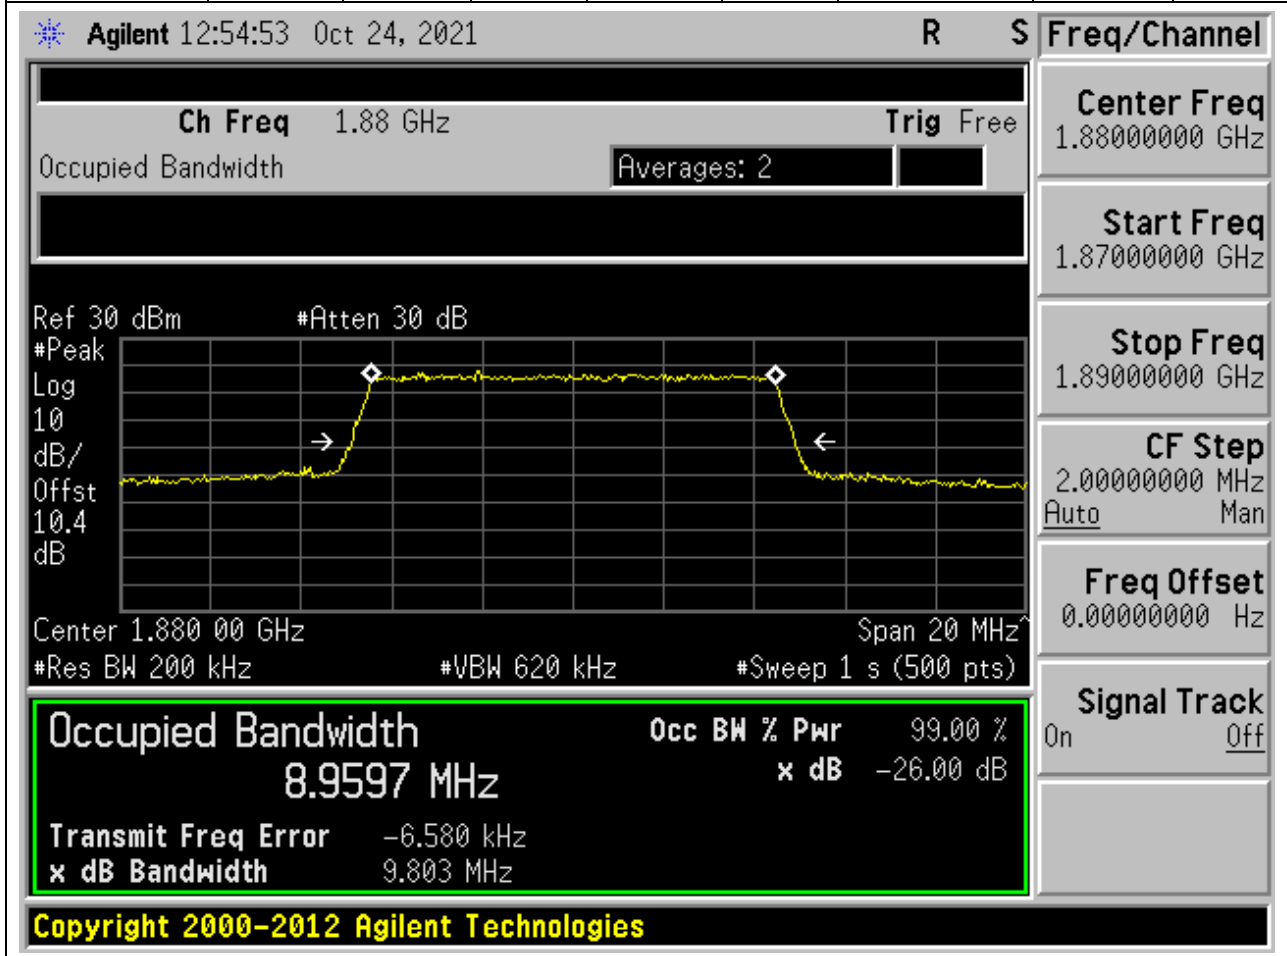 Agilent 12:54:53 Oct 24, 2021 R S
Ch Freq 1.88 GHz Trig Free
Occupied Bandwidth Averages: 2
Ref 30 dBm #Atten 30 dB
#Peak
Log
10
dB/
Offst
10.4
dB
Center 1.880 00 GHz Span 20 MHz^
#Res BW 200 kHz #VBW 620 kHz #Sweep 1 s (500 pts)
Occupied Bandwidth Occ BW % Pwr 99.00 %
8.9597 MHz x dB -26.00 dB
Transmit Freq Error -6.580 kHz
x dB Bandwidth 9.803 MHz
Copyright 2000-2012 Agilent Technologies
Freq/Channel
Center Freq
1.88000000 GHz
Start Freq
1.87000000 GHz
Stop Freq
1.89000000 GHz
CF Step
2.00000000 MHz
Auto Man
Freq Offset
0.00000000 Hz
Signal Track
On Off